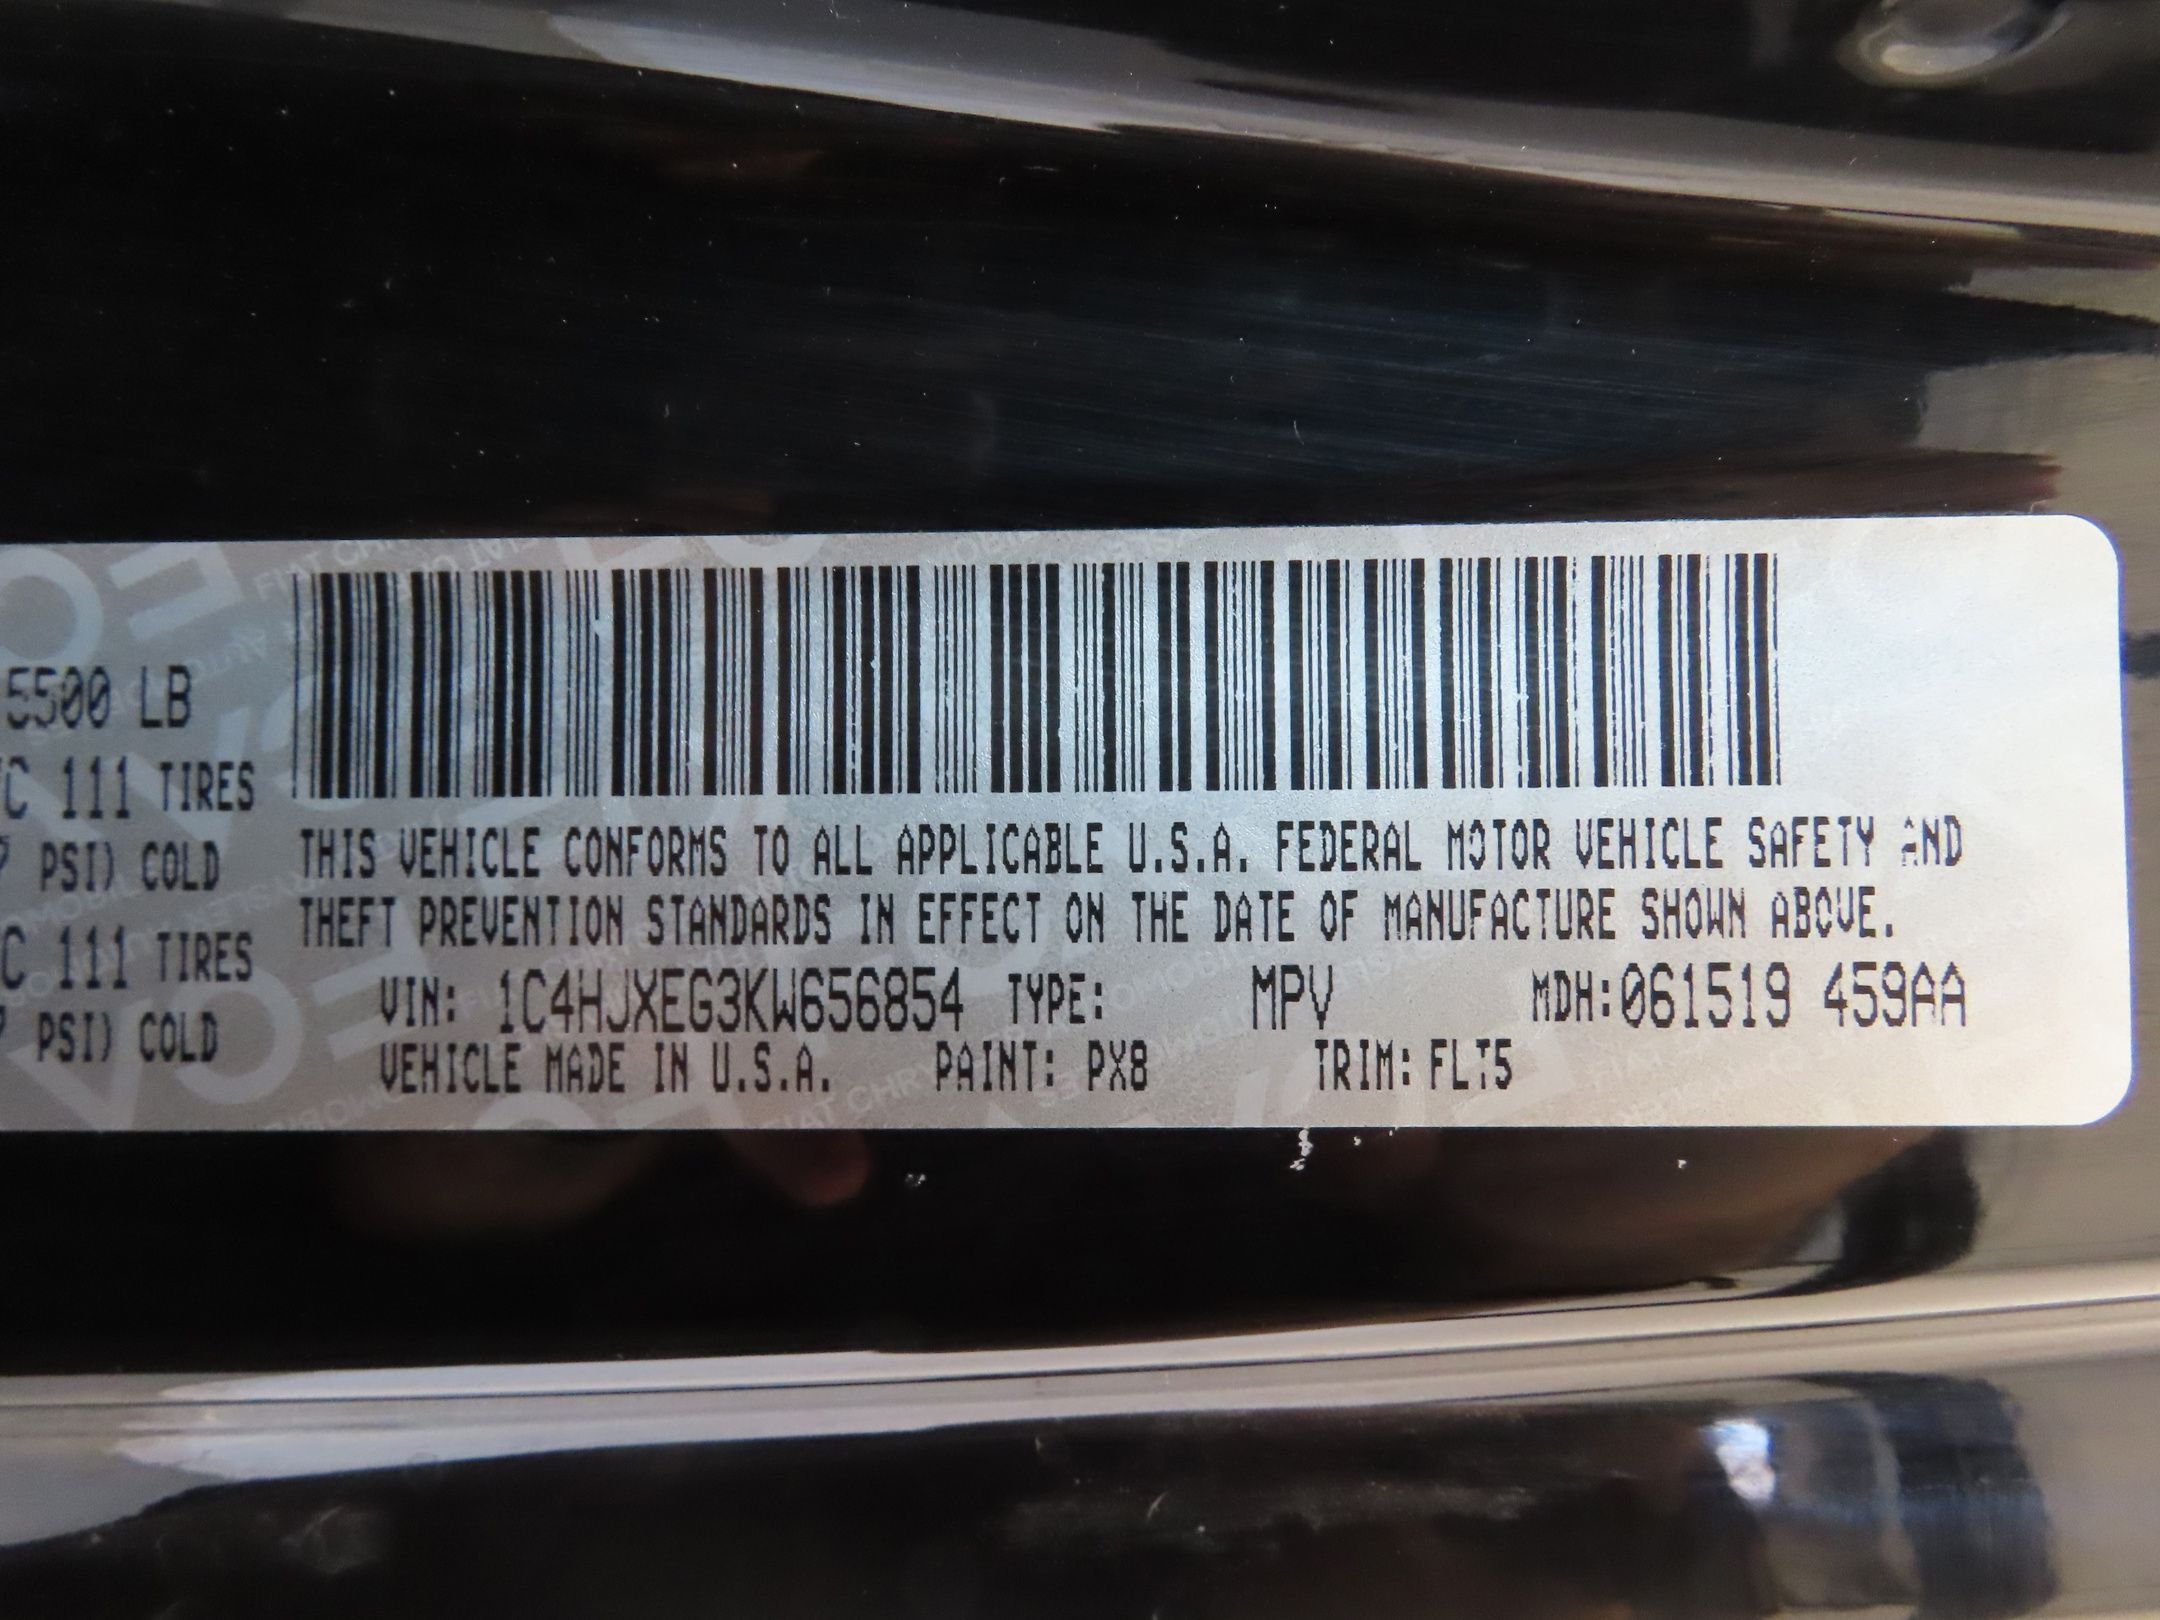 5500 LB
C 111 TIRES
PSI) COLD
C 111 TIRES
PSI) COLD
THIS VEHICLE CONFORMS TO ALL APPLICABLE U.S.A. FEDERAL MOTOR VEHICLE SAFETY AND
THEFT PREVENTION STANDARDS IN EFFECT ON THE DATE OF MANUFACTURE SHOWN ABOVE.
VIN: 1C4HJXEG3KW656854 TYPE: MPV MDH:061519 459AA
VEHICLE MADE IN U.S.A. PAINT: PX8 TRIM: FLT5